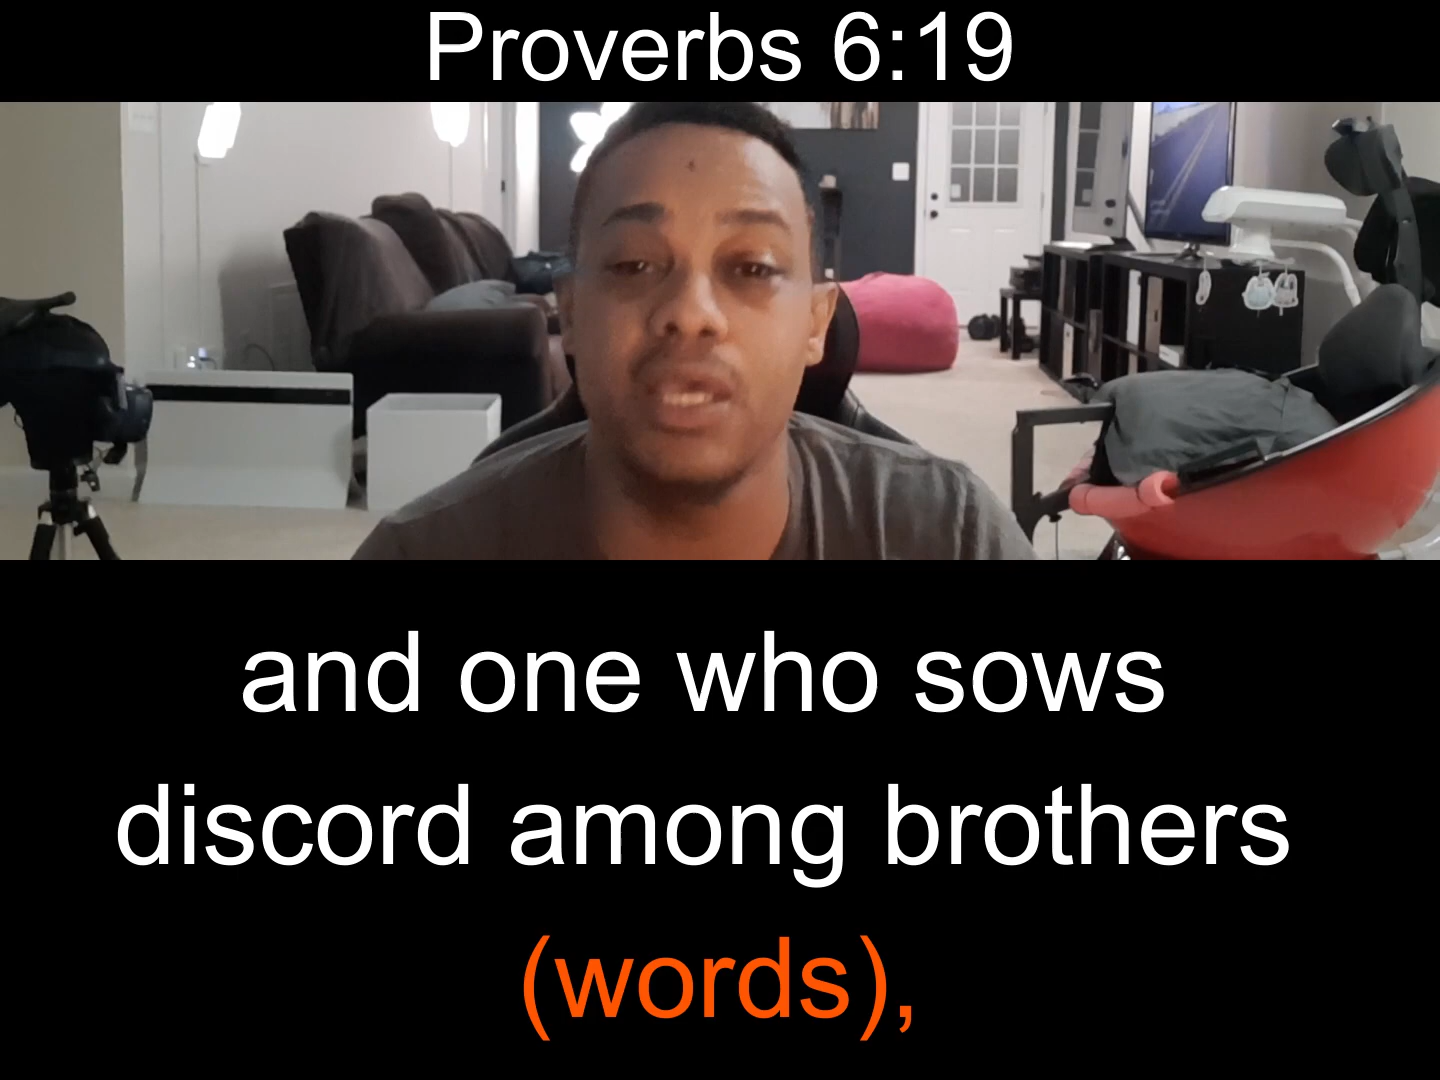 Proverbs 6:19
and one who sows
discord among brothers
(words),